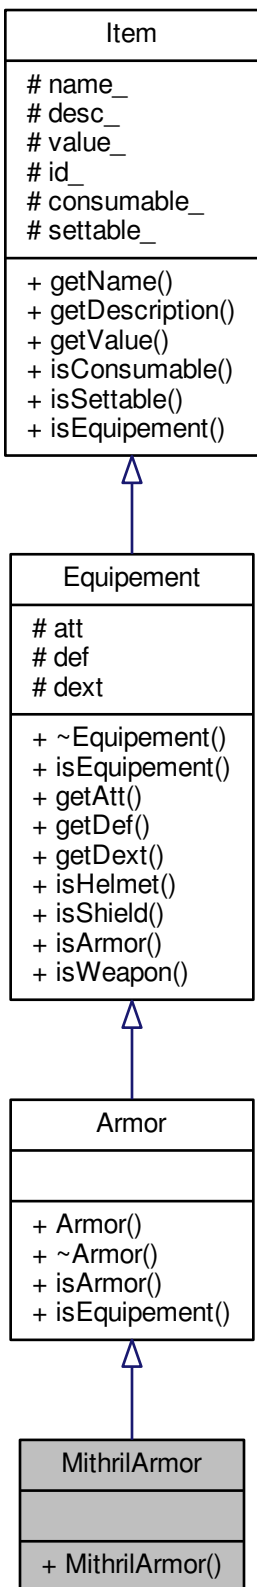 Item
# name_
# desc_
# value_
# id_
# consumable_
# settable_
+ getName()
+ getDescription()
+ getValue()
+ isConsumable()
+ isSettable()
+ isEquipement()
Equipement
# att
# def
# dext
+ ~Equipement()
+ isEquipement()
+ getAtt()
+ getDef()
+ getDext()
+ isHelmet()
+ isShield()
+ isArmor()
+ isWeapon()
Armor
+ Armor()
+ ~Armor()
+ isArmor()
+ isEquipement()
MithrilArmor
+ MithrilArmor()